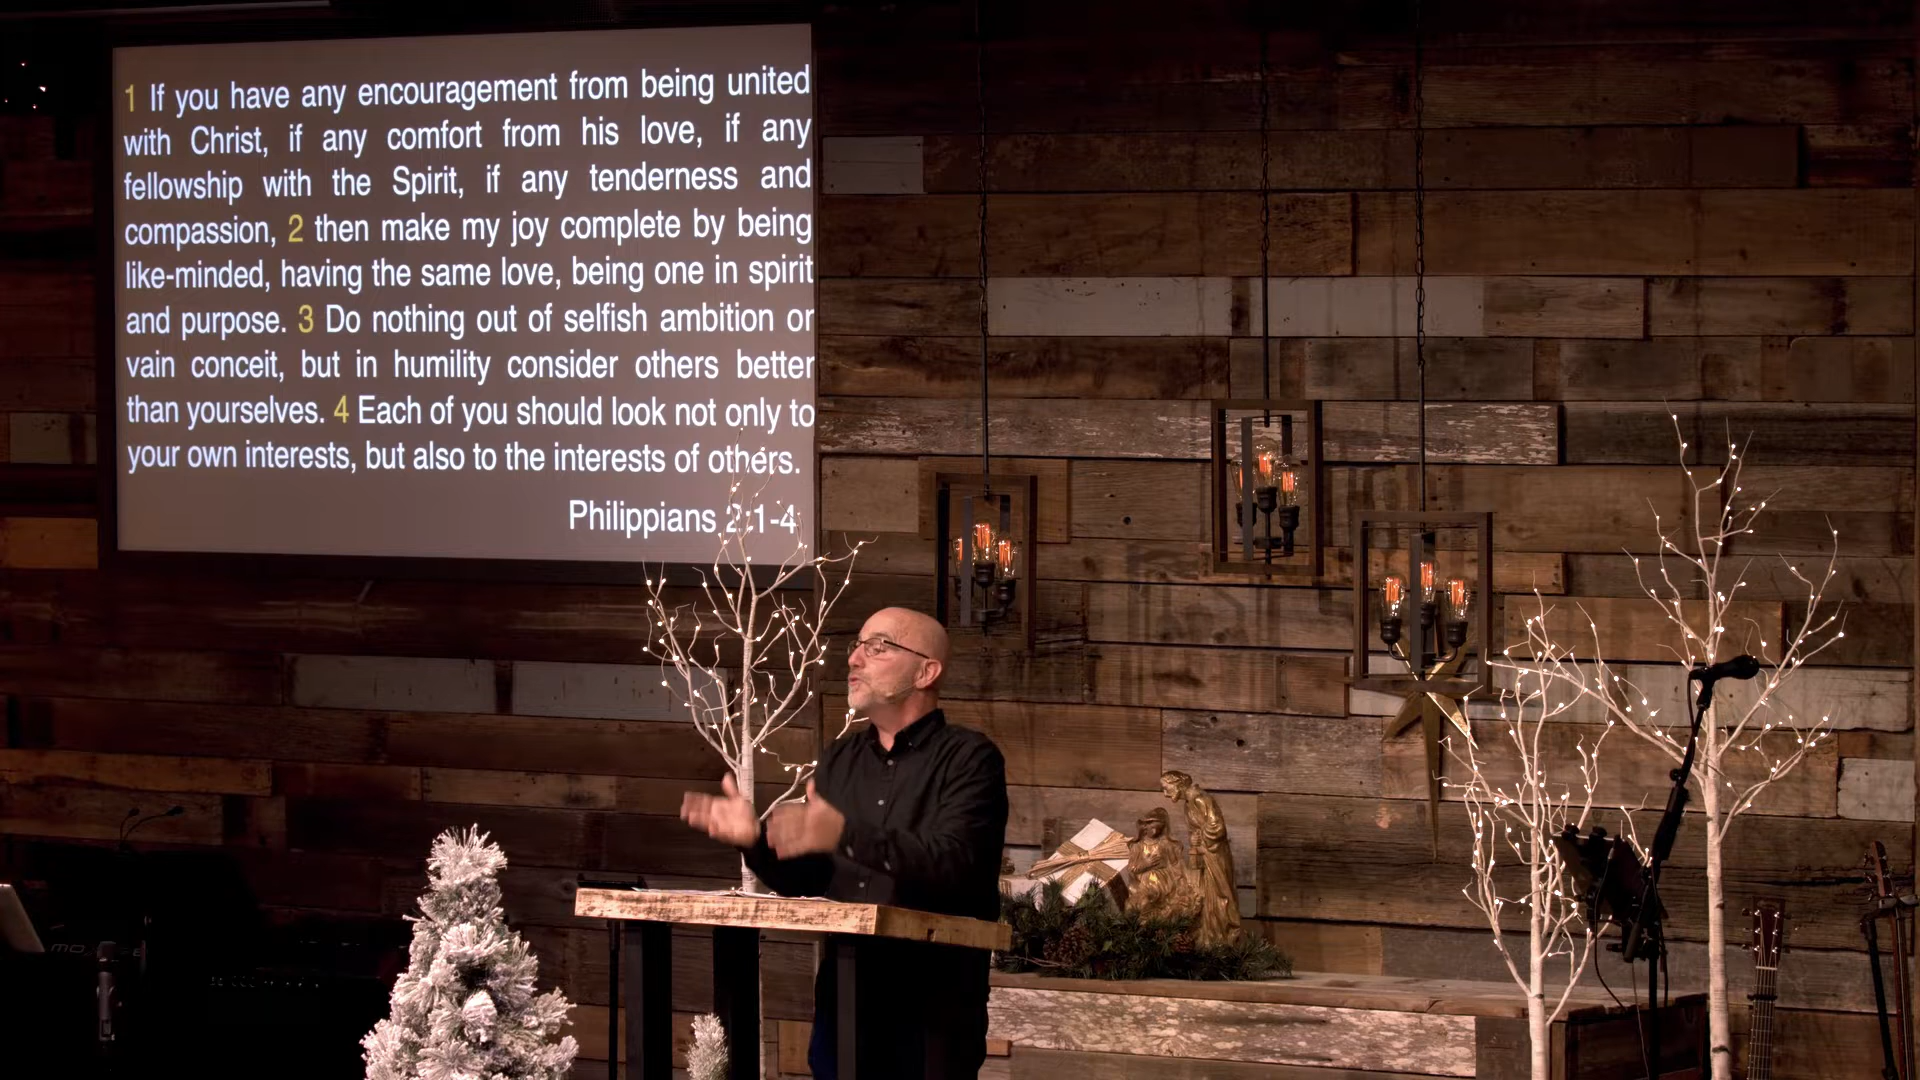 1 If you have any encouragement from being united
with Christ, if any comfort from his love, if any
fellowship with the Spirit, if any tenderness and
compassion, 2 then make my joy complete by being
like-minded, having the same love, being one in spirit
and purpose. 3 Do nothing out of selfish ambition or
vain conceit, but in humility consider others better
than yourselves. 4 Each of you should look not only to
your own interests, but also to the interests of others.
Philippians 2:1-4